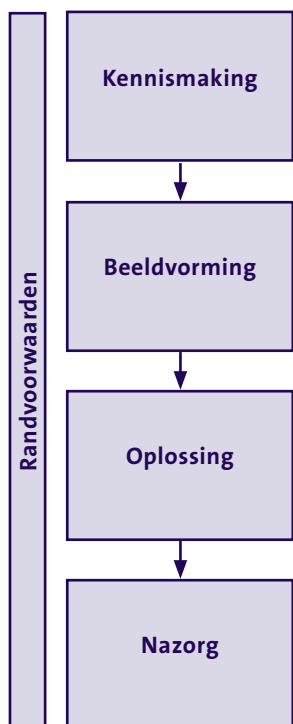 Randvoorwaarden
Kennismaking
Beeldvorming
Oplossing
Nazorg